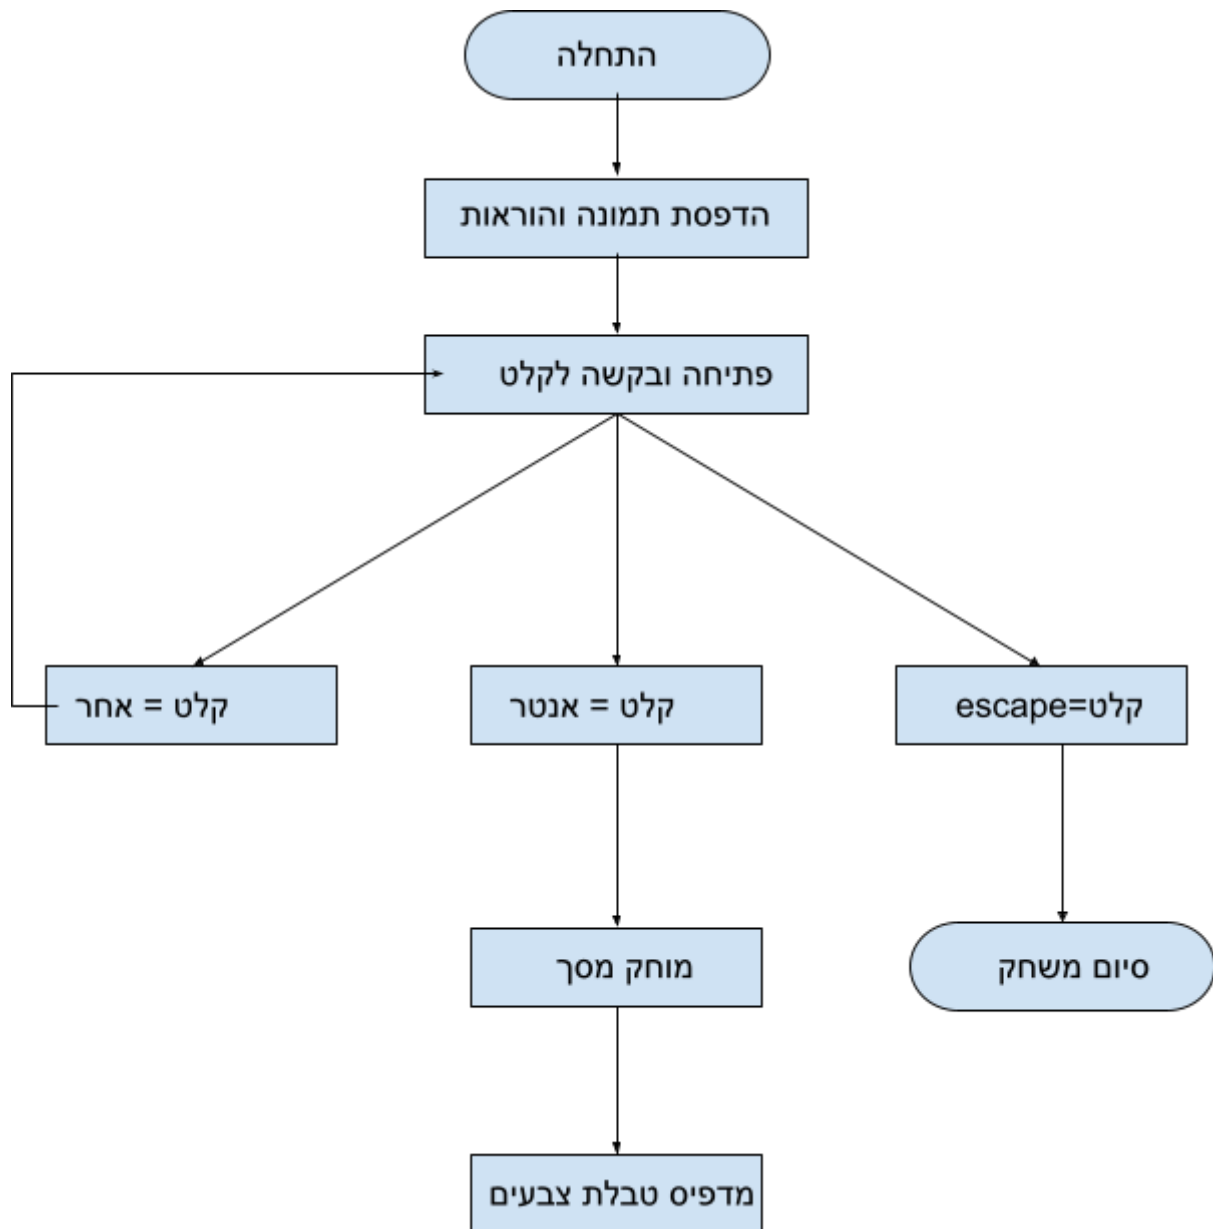 התחלה
הדפסת תמונה והוראות
פתיחה ובקשה לקלט
קלט=escape
קלט = אנטר
קלט = אחר
סיום משחק
מוחק מסך
מדפיס טבלת צבעים